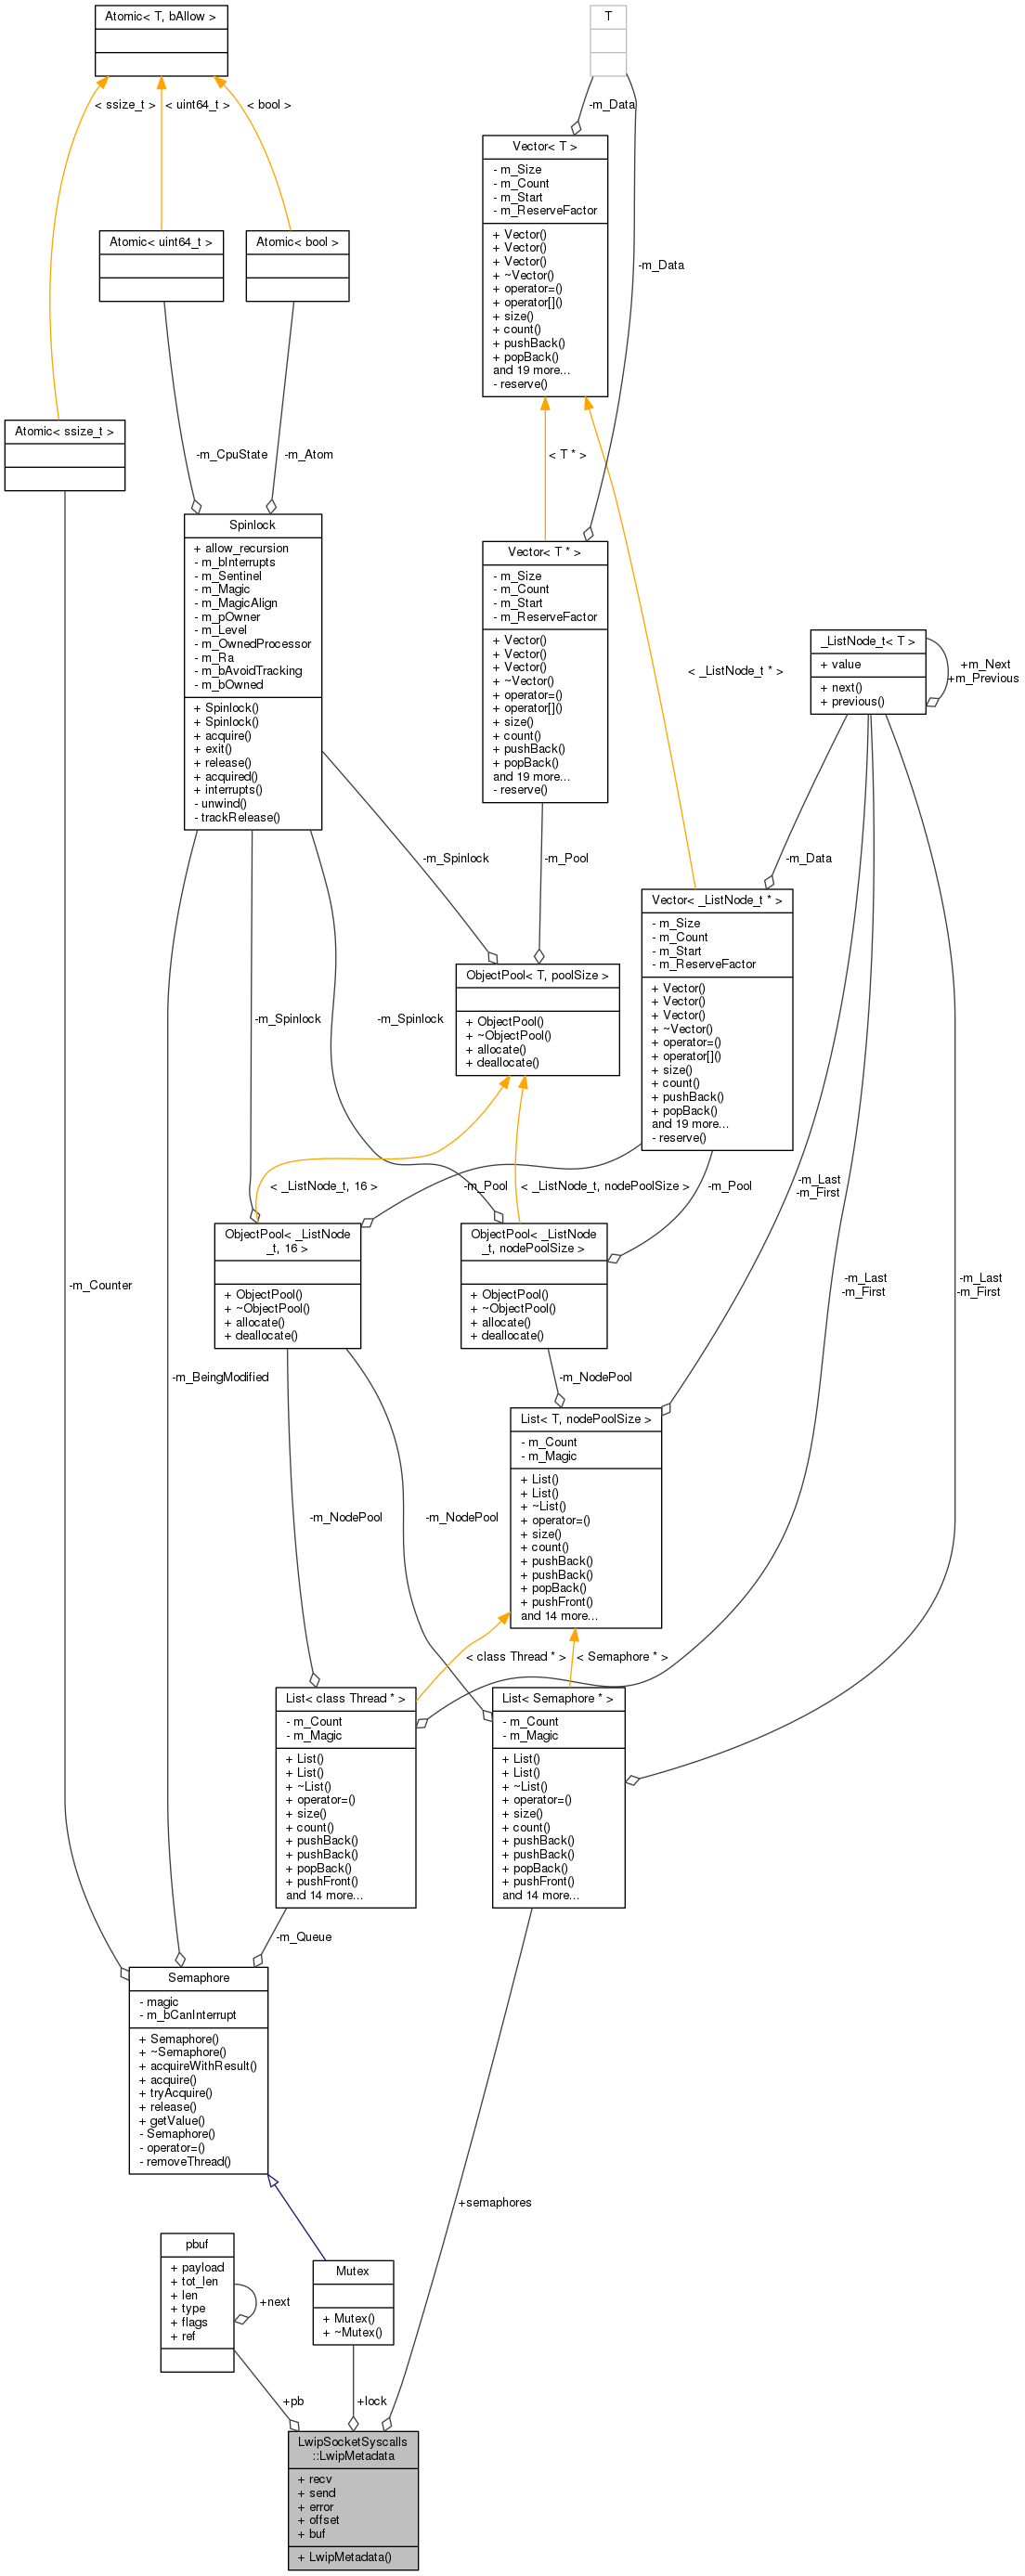 Atomic< T, bAllow >
T
< ssize_t >
< uint64_t >
< bool >
-m_Data
Vector< T >
- m_Size
- m_Count
- m_Start
- m_ReserveFactor
+ Vector()
+ Vector()
+ Vector()
+ ~Vector()
+ operator=()
+ operator[]()
+ size()
+ count()
+ pushBack()
+ popBack()
and 19 more...
- reserve()
Atomic< uint64_t >
Atomic< bool >
-m_Data
Atomic< ssize_t >
-m_CpuState
-m_Atom
< T * >
Spinlock
+ allow_recursion
- m_bInterrupts
- m_Sentinel
- m_Magic
- m_MagicAlign
- m_pOwner
- m_Level
- m_OwnedProcessor
- m_Ra
- m_bAvoidTracking
- m_bOwned
+ Spinlock()
+ Spinlock()
+ acquire()
+ exit()
+ release()
+ acquired()
+ interrupts()
- unwind()
- trackRelease()
Vector< T * >
- m_Size
- m_Count
- m_Start
- m_ReserveFactor
+ Vector()
+ Vector()
+ Vector()
+ ~Vector()
+ operator=()
+ operator[]()
+ size()
+ count()
+ pushBack()
+ popBack()
and 19 more...
- reserve()
< _ListNode_t * >
_ListNode_t< T >
+ value
+ next()
+ previous()
+m_Next
+m_Previous
-m_Spinlock
-m_Pool
-m_Data
Vector< _ListNode_t * >
- m_Size
- m_Count
- m_Start
- m_ReserveFactor
+ Vector()
+ Vector()
+ Vector()
+ ~Vector()
+ operator=()
+ operator[]()
+ size()
+ count()
+ pushBack()
+ popBack()
and 19 more...
- reserve()
ObjectPool< T, poolSize >
+ ObjectPool()
+ ~ObjectPool()
+ allocate()
+ deallocate()
-m_Spinlock
-m_Spinlock
< _ListNode_t, 16 >
-m_Pool
< _ListNode_t, nodePoolSize >
-m_Pool
-m_Last
-m_First
ObjectPool< _ListNode
_t, 16 >
+ ObjectPool()
+ ~ObjectPool()
+ allocate()
+ deallocate()
ObjectPool< _ListNode
_t, nodePoolSize >
+ ObjectPool()
+ ~ObjectPool()
+ allocate()
+ deallocate()
-m_Counter
-m_Last
-m_First
-m_Last
-m_First
-m_BeingModified
-m_NodePool
List< T, nodePoolSize >
- m_Count
- m_Magic
+ List()
+ List()
+ ~List()
+ operator=()
+ size()
+ count()
+ pushBack()
+ pushBack()
+ popBack()
+ pushFront()
and 14 more...
-m_NodePool
-m_NodePool
< class Thread * >
< Semaphore * >
List< class Thread * >
- m_Count
- m_Magic
+ List()
+ List()
+ ~List()
+ operator=()
+ size()
+ count()
+ pushBack()
+ pushBack()
+ popBack()
+ pushFront()
and 14 more...
List< Semaphore * >
- m_Count
- m_Magic
+ List()
+ List()
+ ~List()
+ operator=()
+ size()
+ count()
+ pushBack()
+ pushBack()
+ popBack()
+ pushFront()
and 14 more...
-m_Queue
Semaphore
- magic
- m_bCanInterrupt
+ Semaphore()
+ ~Semaphore()
+ acquireWithResult()
+ acquire()
+ tryAcquire()
+ release()
+ getValue()
- Semaphore()
- operator=()
- removeThread()
+semaphores
pbuf
+ payload
+ tot_len
+ len
+ type
+ flags
+ ref
+next
Mutex
+ Mutex()
+ ~Mutex()
+pb
+lock
LwipSocketSyscalls
::LwipMetadata
+ recv
+ send
+ error
+ offset
+ buf
+ LwipMetadata()